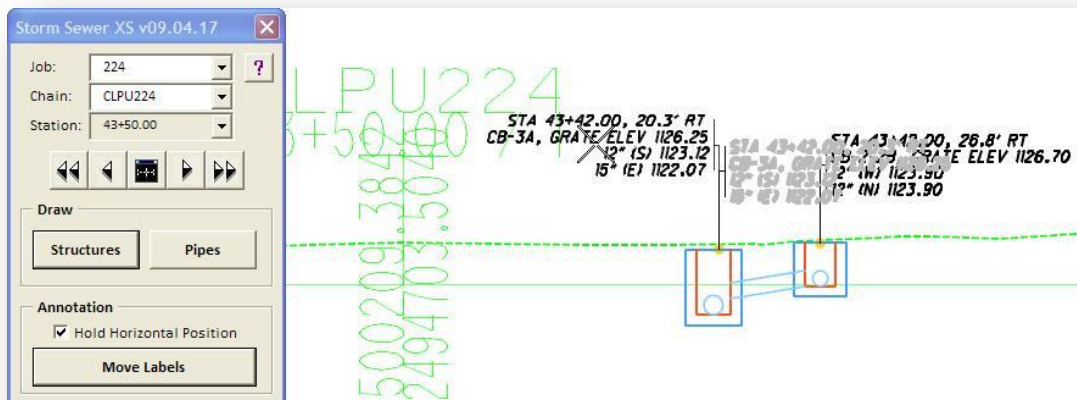 Storm Sewer XS v09.04.17
Job:
224
?
Chain:
CLPU224
Station:
43+50.00
Draw
Structures
Pipes
Annotation
Hold Horizontal Position
Move Labels
LPU224
STA 43+42.00, 20.3' RT
CB-3A, GRATE ELEV 1126.25
12" (S) 1123.12
15" (E) 1122.07
STA 43+42.00, 26.8' RT
GRATE ELEV 1126.70
12" (W) 1123.90
12" (N) 1123.90